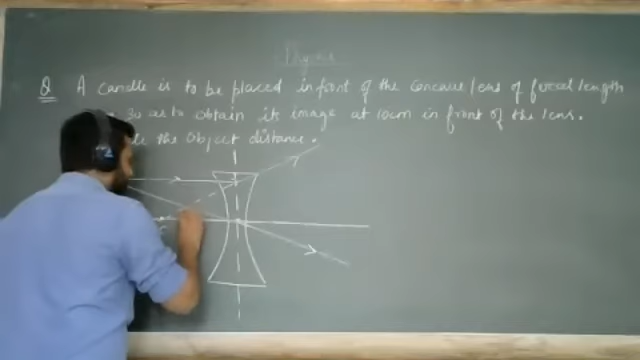 Physics
Q A candle is to be placed infront of the concave lens of focal length
so as to obtain its image at 10cm in front of the lens.
the object distance.